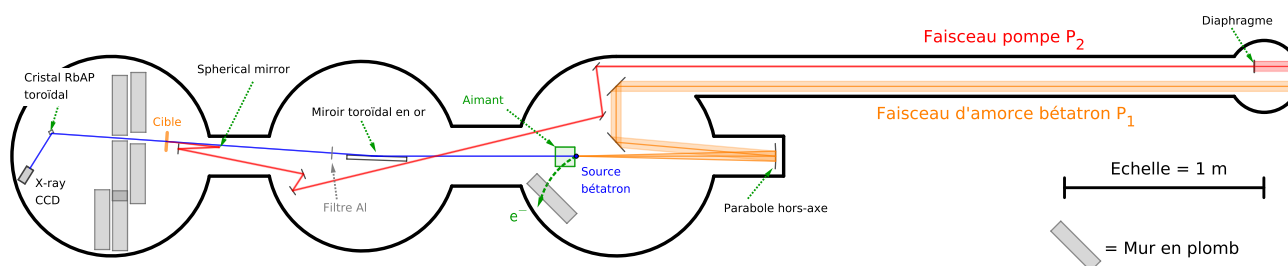 Diaphragme
Faisceau pompe P2
Cristal RbAP
toroïdal
Spherical mirror
Miroir toroïdal en or
Aimant
Cible
Faisceau d'amorce bétatron P1
Echelle = 1 m
X-ray
CCD
Filtre Al
Source
bétatron
e-
Parabole hors-axe
= Mur en plomb